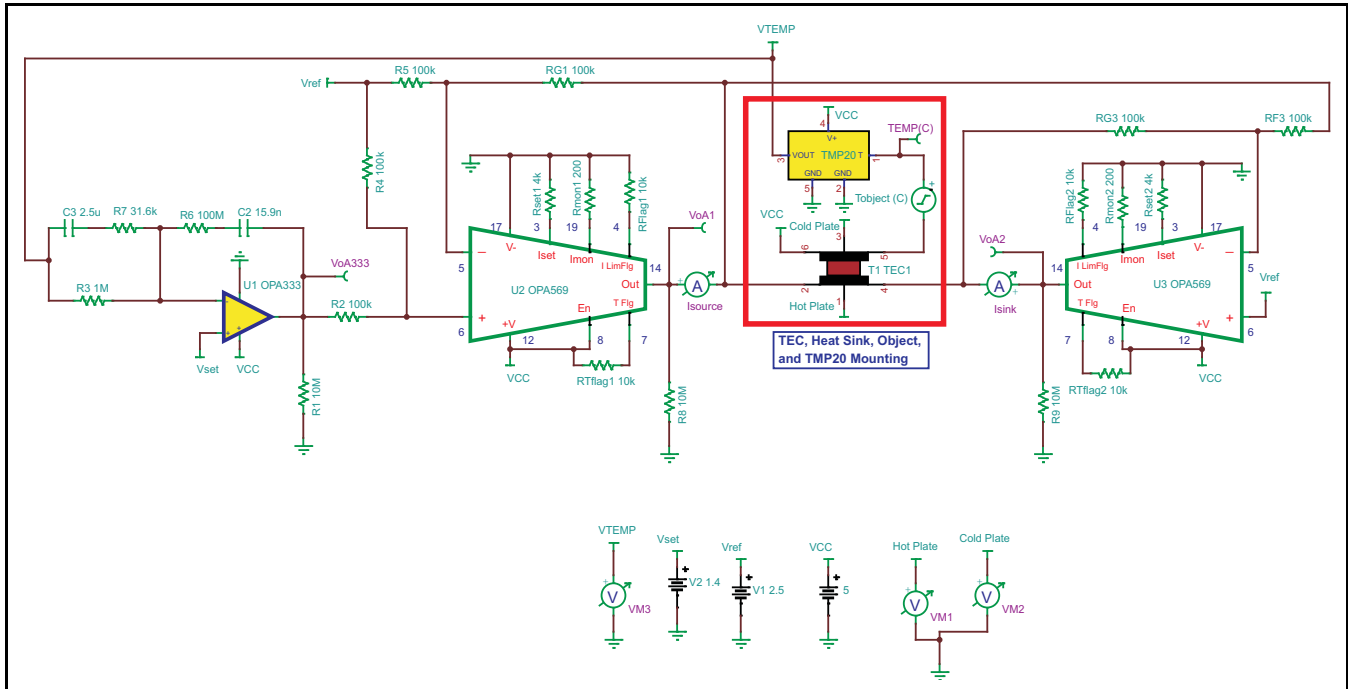 VTEMP
Vref
R5 100k
RG1 100k
R4 100k
VCC
4
V+
TEMP(C)
3
VOUT
TMP20
T
1
GND
GND
5
2
Tobject (C)
+
RG3 100k
RF3 100k
C3 2.5u
R7 31.6k
R6 100M
C2 15.9n
R3 1M
U1 OPA333
VoA333
R2 100k
Vset
VCC
R1 10M
Rset1 4k
Rmon1 200
RFlag1 10k
17
3
19
4
V-
Iset
Imon
I LimFlg
5
−
14
Out
U2 OPA569
En
T Flg
6
+
+V
12
8
7
VCC
RTflag1 10k
VoA1
+
A
Isource
R8 10M
VCC
Cold Plate
6
3
5
T1 TEC1
2
Hot Plate
1
4
TEC, Heat Sink, Object,
and TMP20 Mounting
VoA2
+
A
Isink
R9 10M
RFlag2 10k
Rmon2 200
Rset2 4k
4
19
3
17
V-
I LimFlg
Imon
Iset
14
Out
−
5
U3 OPA569
Vref
T Flg
En
+V
+
6
7
8
12
VCC
RTflag2 10k
VTEMP
+
V
VM3
Vset
+
V2 1.4
Vref
+
V1 2.5
VCC
+
5
Hot Plate
+
V
VM1
Cold Plate
+
V
VM2